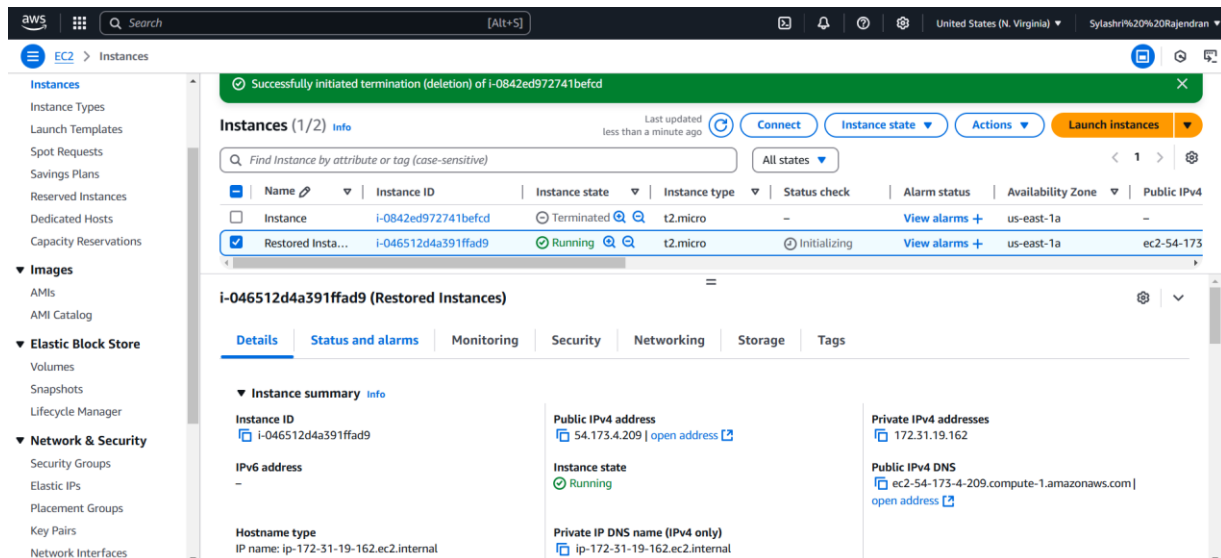 aws Search [Alt+S] United States (N. Virginia) Sylashri%20%20Rajendran
EC2 > Instances
Instances
Instance Types
Launch Templates
Spot Requests
Savings Plans
Reserved Instances
Dedicated Hosts
Capacity Reservations
Images
AMIs
AMI Catalog
Elastic Block Store
Volumes
Snapshots
Lifecycle Manager
Network & Security
Security Groups
Elastic IPs
Placement Groups
Key Pairs
Network Interfaces
Successfully initiated termination (deletion) of i-0842ed972741befcd
Instances (1/2) Info
Last updated
less than a minute ago
Connect Instance state Actions Launch instances
Find Instance by attribute or tag (case-sensitive) All states 1
Name Instance ID Instance state Instance type Status check Alarm status Availability Zone Public IPv4
Instance i-0842ed972741befcd Terminated t2.micro – View alarms + us-east-1a –
Restored Insta... i-046512d4a391ffad9 Running t2.micro Initializing View alarms + us-east-1a ec2-54-173
i-046512d4a391ffad9 (Restored Instances)
Details Status and alarms Monitoring Security Networking Storage Tags
Instance summary Info
Instance ID
i-046512d4a391ffad9
Public IPv4 address
54.173.4.209 | open address
Private IPv4 addresses
172.31.19.162
IPv6 address
–
Instance state
Running
Public IPv4 DNS
ec2-54-173-4-209.compute-1.amazonaws.com |
open address
Hostname type
IP name: ip-172-31-19-162.ec2.internal
Private IP DNS name (IPv4 only)
ip-172-31-19-162.ec2.internal